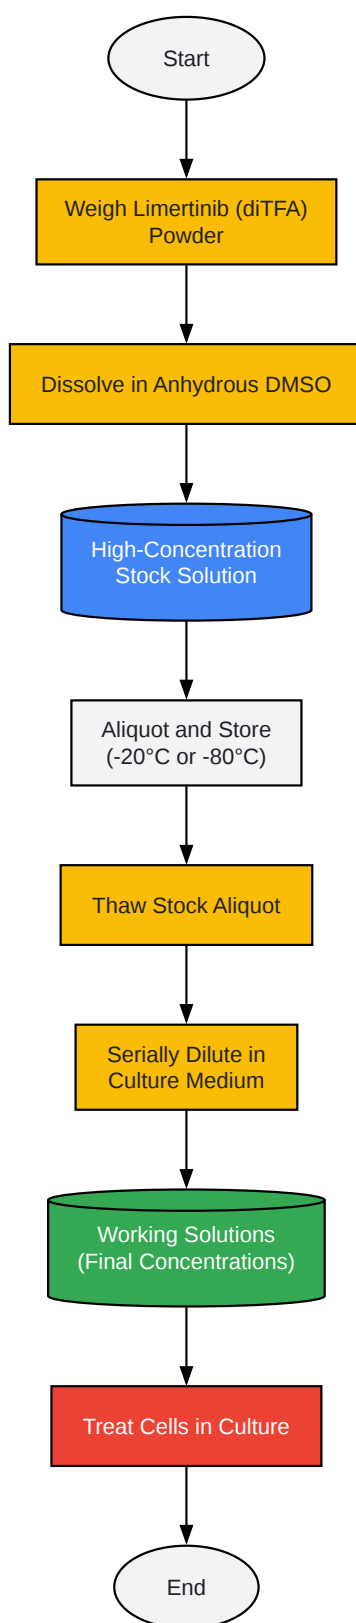 Start
Weigh Limertinib (diTFA)
Powder
Dissolve in Anhydrous DMSO
High-Concentration
Stock Solution
Aliquot and Store
(-20°C or -80°C)
Thaw Stock Aliquot
Serially Dilute in
Culture Medium
Working Solutions
(Final Concentrations)
Treat Cells in Culture
End